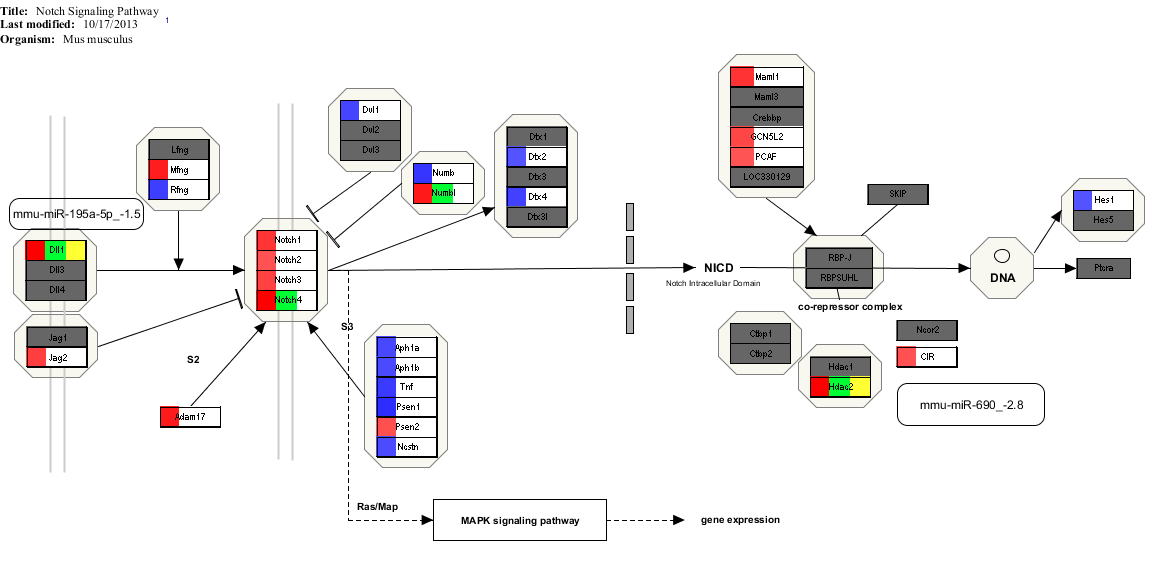 Title: Notch Signaling Pathway
Last modified: 10/17/2013 1
Organism: Mus musculus
Maml1
Maml3
Crebbp
GCN5L2
PCAF
LOC330129
Dvl1
Dvl2
Dvl3
Dtx1
Dtx2
Dtx3
Dtx4
Dtx3l
Lfng
Mfng
Rfng
Numb
Numbl
SKIP
Hes1
Hes5
mmu-miR-195a-5p_-1.5
Dll1
Dll3
Dll4
Notch1
Notch2
Notch3
Notch4
NICD
Notch Intracellular Domain
RBP-J
RBPSUHL
DNA
Ptcra
co-repressor complex
Jag1
Jag2
S3
S2
Aph1a
Aph1b
Tnf
Psen1
Psen2
Ncstn
Ctbp1
Ctbp2
Ncor2
CIR
Hdac1
Hdac2
Adam17
mmu-miR-690_-2.8
Ras/Map
MAPK signaling pathway
gene expression